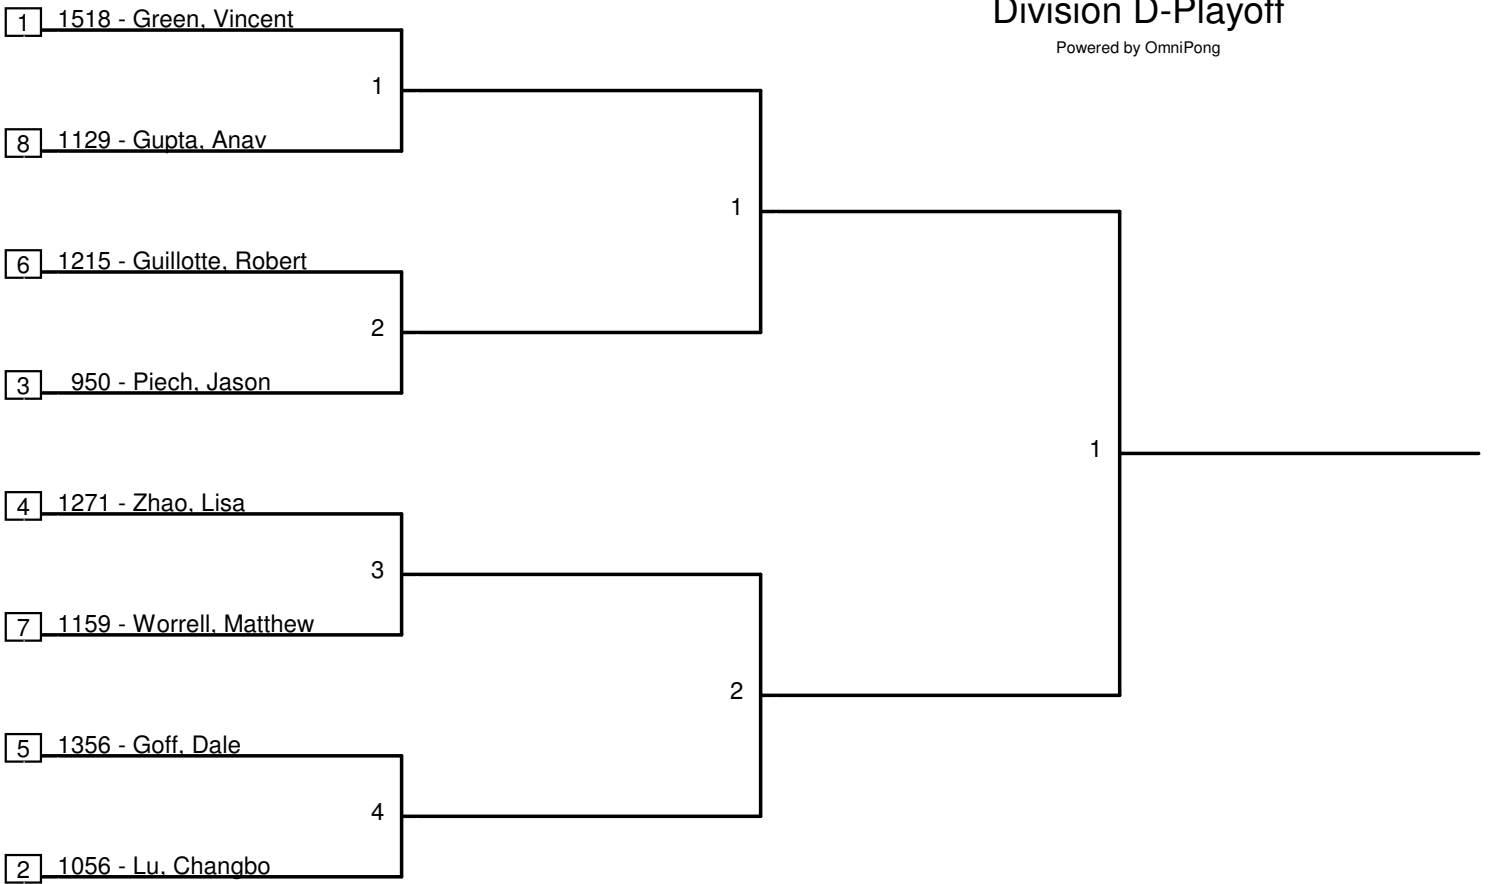 Division D-Playoff
Powered by OmniPong
1 1518 - Green, Vincent
1
8 1129 - Gupta, Anav
1
6 1215 - Guillotte, Robert
2
3 950 - Piech, Jason
1
4 1271 - Zhao, Lisa
3
7 1159 - Worrell, Matthew
2
5 1356 - Goff, Dale
4
2 1056 - Lu, Changbo